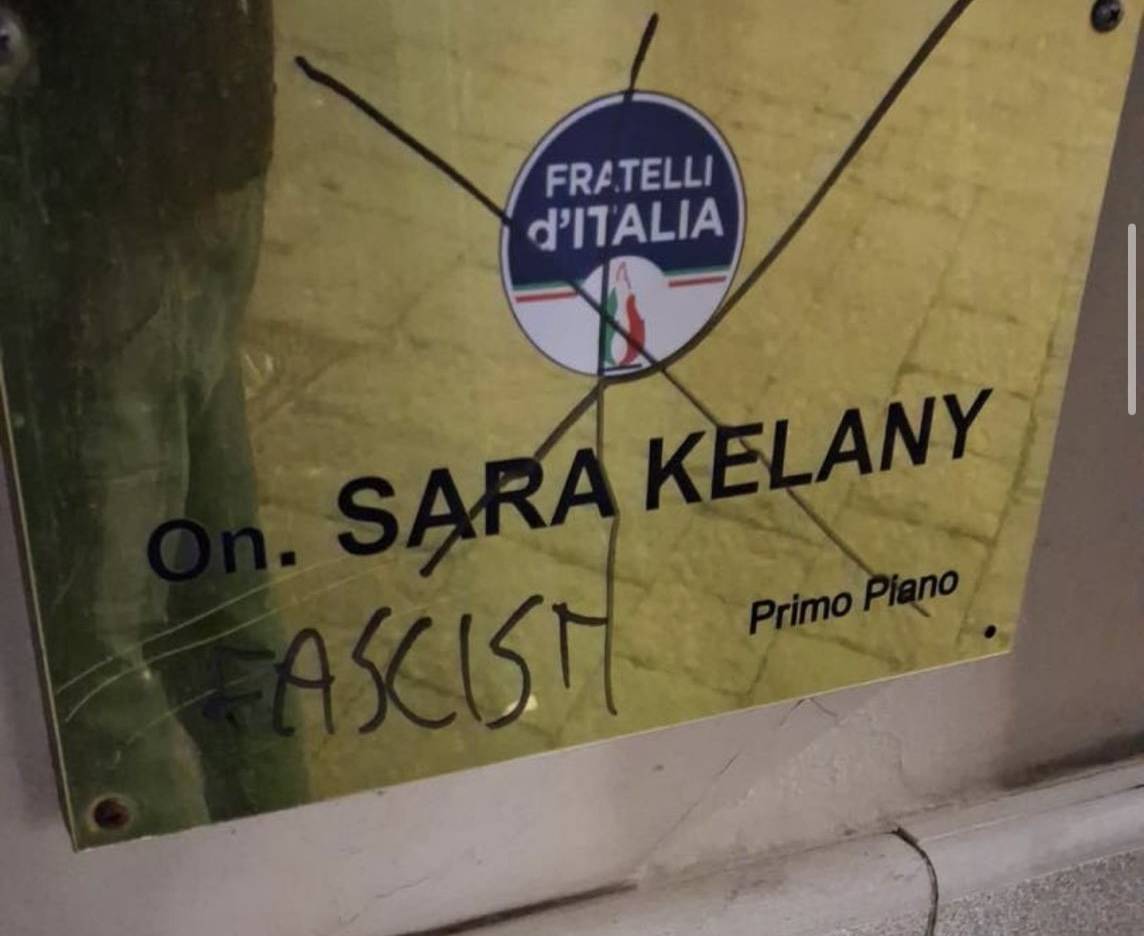 FRATELLI
d'ITALIA
On. SARA KELANY
Primo Piano
FASCIST